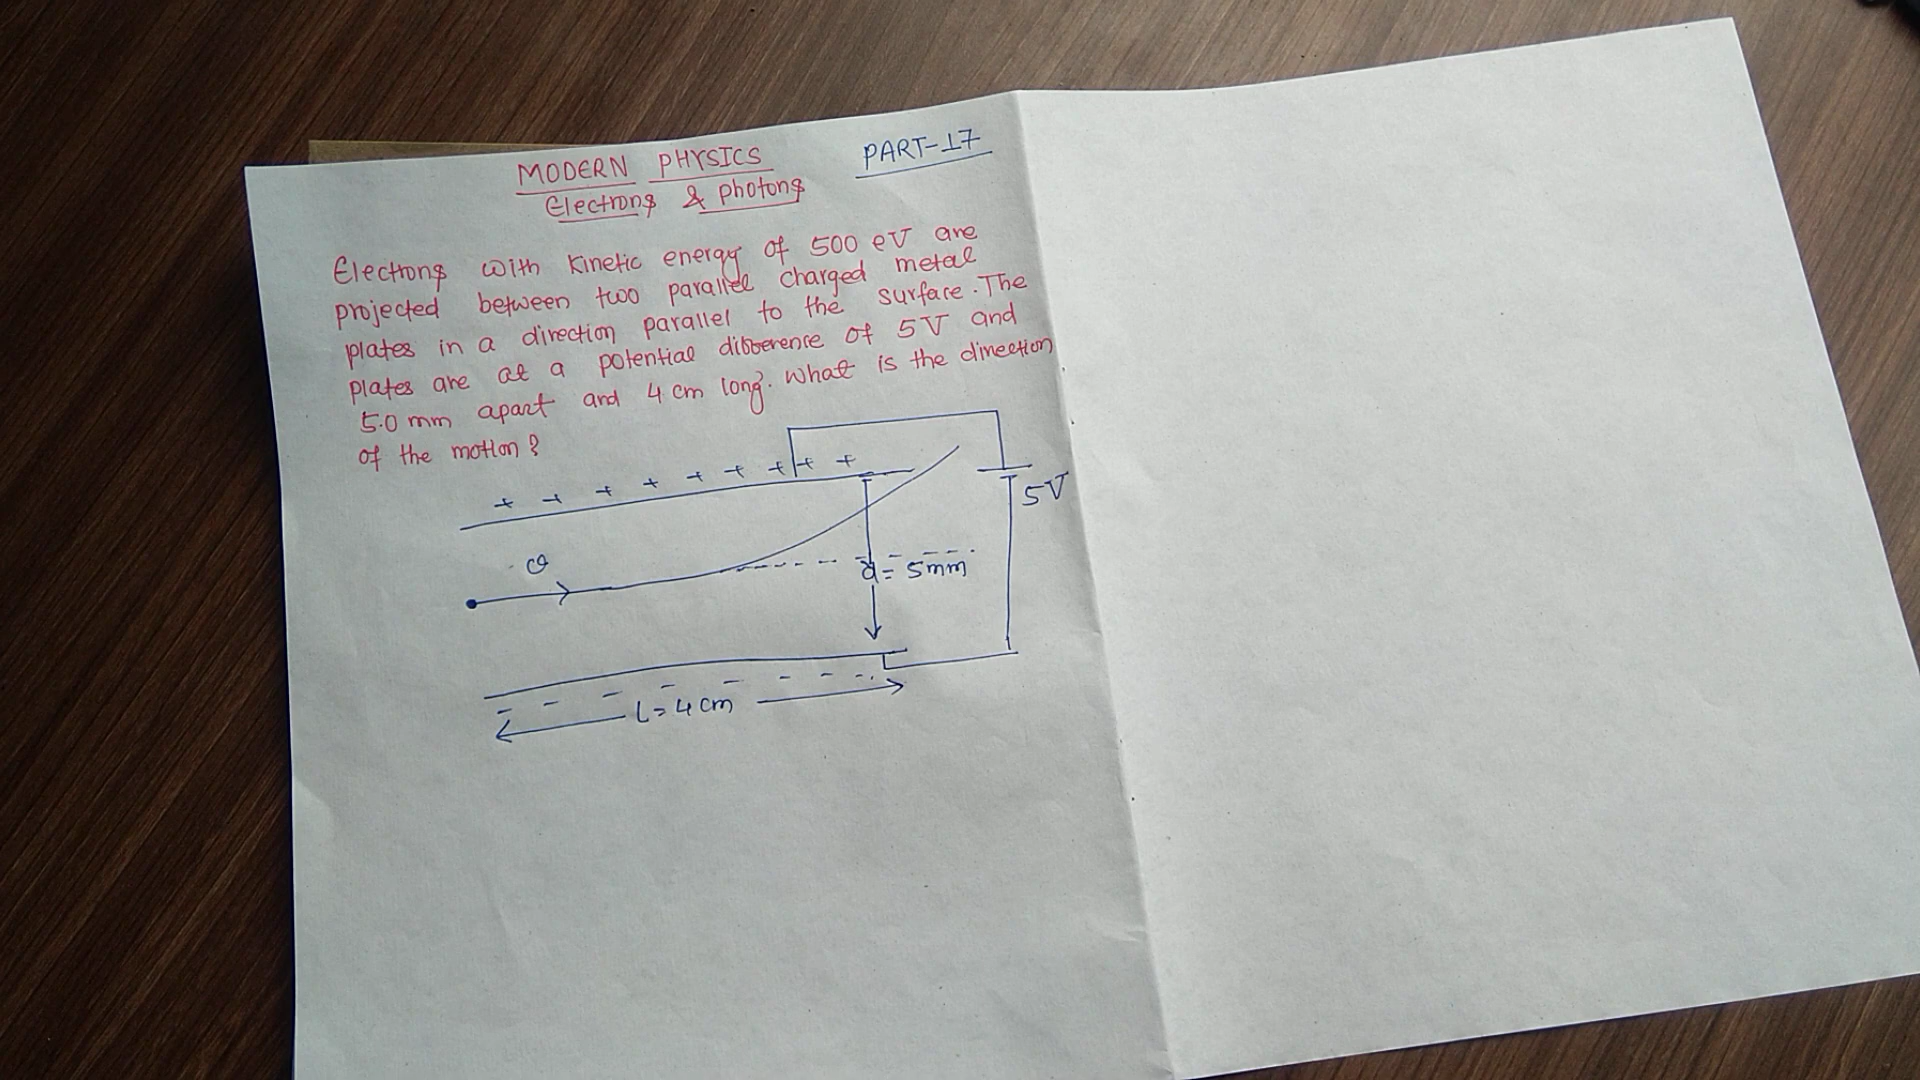 MODERN PHYSICS PART-17
Electrons & photons
Electrons with kinetic energy of 500 eV are
projected between two parallel charged metal
plates in a direction parallel to the surface. The
plates are at a potential difference of 5V and
5.0 mm apart and 4 cm long. What is the direction
of the motion?
+ + + + + + + + +
5V
v
d = 5mm
- - - - - - - -
L = 4 cm